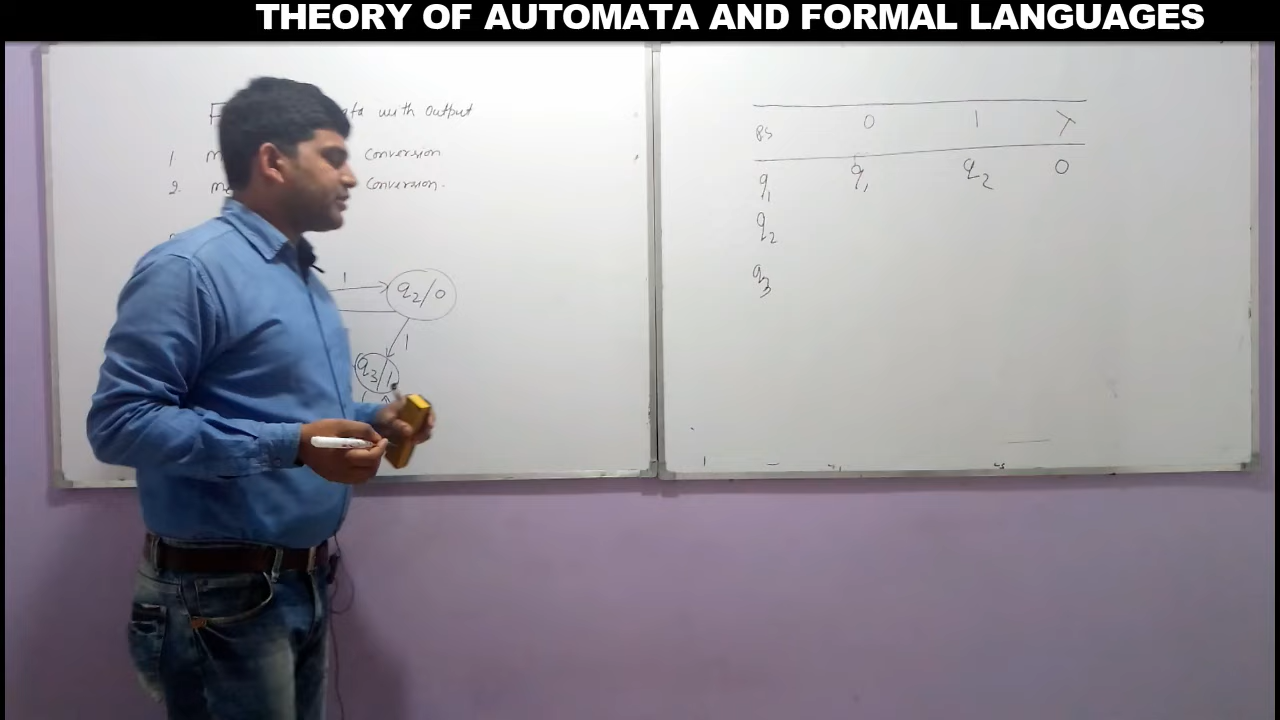 THEORY OF AUTOMATA AND FORMAL LANGUAGES
with output
1 conversion
2. conversion.
1
q2/0
1
q3/1
PS 0 1 λ
q1 q1 q2 0
q2
q3